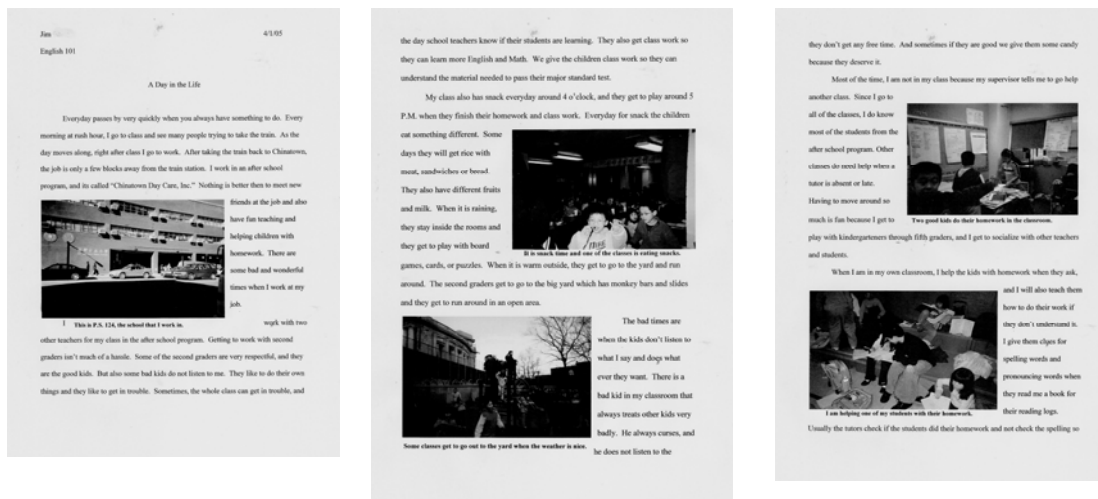 Jim 4/1/05
English 101
A Day in the Life
Everyday passes by very quickly when you always have something to do. Every
morning at rush hour, I go to class and see many people trying to take the train. As the
day moves along, right after class I go to work. After taking the train back to Chinatown,
the job is only a few blocks away from the train station. I work in an after school
program, and its called “Chinatown Day Care, Inc.” Nothing is better then to meet new
friends at the job and also
have fun teaching and
helping children with
homework. There are
some bad and wonderful
times when I work at my
job.
This is P.S. 124, the school that I work in.
I work with two
other teachers for my class in the after school program. Getting to work with second
graders isn't much of a hassle. Some of the second graders are very respectful, and they
are the good kids. But also some bad kids do not listen to me. They like to do their own
things and they like to get in trouble. Sometimes, the whole class can get in trouble, and
the day school teachers know if their students are learning. They also get class work so
they can learn more English and Math. We give the children class work so they can
understand the material needed to pass their major standard test.
My class also has snack everyday around 4 o'clock, and they get to play around 5
P.M. when they finish their homework and class work. Everyday for snack the children
eat something different. Some
days they will get rice with
meat, sandwiches or bread.
They also have different fruits
and milk. When it is raining,
they stay inside the rooms and
they get to play with board
It is snack time and one of the classes is eating snacks.
games, cards, or puzzles. When it is warm outside, they get to go to the yard and run
around. The second graders get to go to the big yard which has monkey bars and slides
and they get to run around in an open area.
The bad times are
when the kids don't listen to
what I say and does what
ever they want. There is a
bad kid in my classroom that
always treats other kids very
badly. He always curses, and
Some classes get to go out to the yard when the weather is nice.
he does not listen to the
they don't get any free time. And sometimes if they are good we give them some candy
because they deserve it.
Most of the time, I am not in my class because my supervisor tells me to go help
another class. Since I go to
all of the classes, I do know
most of the students from the
after school program. Other
classes do need help when a
tutor is absent or late.
Having to move around so
much is fun because I get to
Two good kids do their homework in the classroom.
play with kindergarteners through fifth graders, and I get to socialize with other teachers
and students.
When I am in my own classroom, I help the kids with homework when they ask,
and I will also teach them
how to do their work if
they don't understand it.
I give them clues for
spelling words and
pronouncing words when
they read me a book for
their reading logs.
I am helping one of my students with their homework.
Usually the tutors check if the students did their homework and not check the spelling so